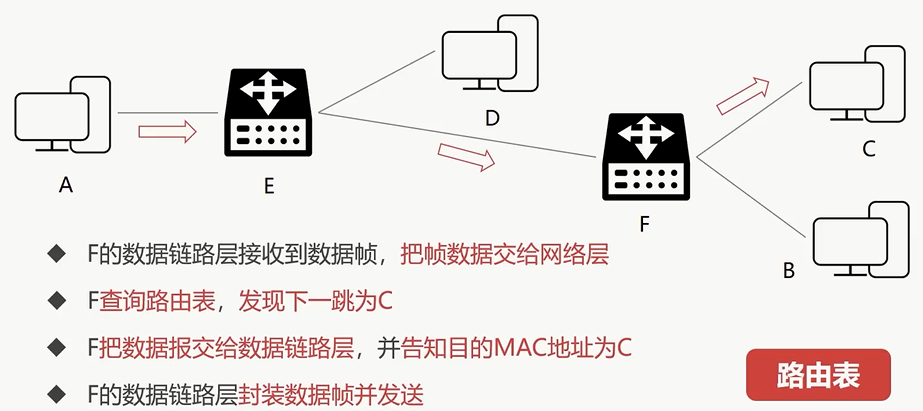 A
E
D
F
C
B
◆ F的数据链路层接收到数据帧，把帧数据交给网络层
◆ F查询路由表，发现下一跳为C
◆ F把数据报交给数据链路层，并告知目的MAC地址为C
◆ F的数据链路层封装数据帧并发送
路由表